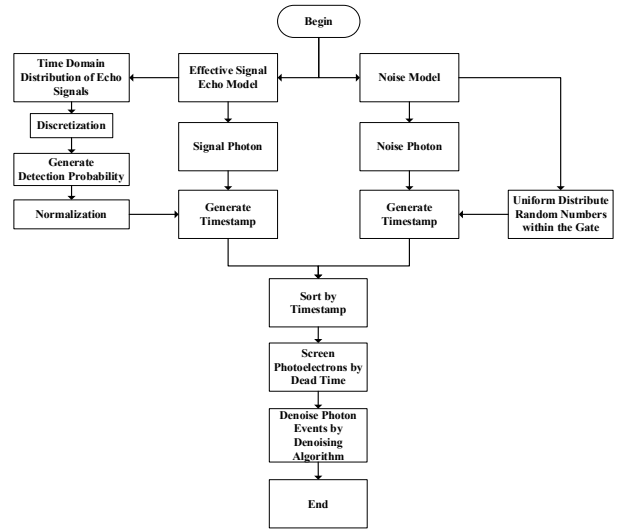 Begin
Time Domain
Distribution of Echo
Signals
Effective Signal
Echo Model
Noise Model
Discretization
Signal Photon
Noise Photon
Generate
Detection Probability
Normalization
Generate
Timestamp
Generate
Timestamp
Uniform Distribute
Random Numbers
within the Gate
Sort by
Timestamp
Screen
Photoelectrons by
Dead Time
Denoise Photon
Events by
Denoising
Algorithm
End